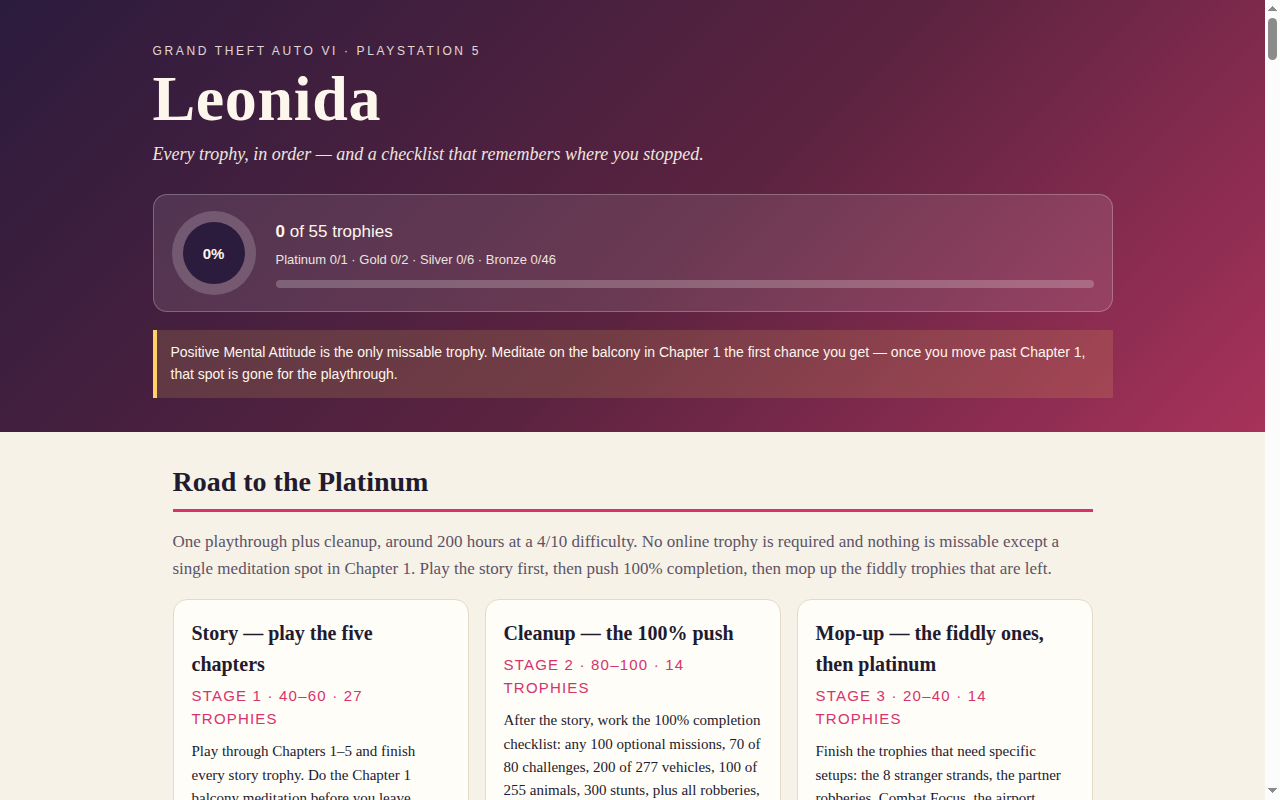 GRAND THEFT AUTO VI · PLAYSTATION 5
Leonida
Every trophy, in order — and a checklist that remembers where you stopped.
0%
0 of 55 trophies
Platinum 0/1 · Gold 0/2 · Silver 0/6 · Bronze 0/46
Positive Mental Attitude is the only missable trophy. Meditate on the balcony in Chapter 1 the first chance you get — once you move past Chapter 1,
that spot is gone for the playthrough.
Road to the Platinum
One playthrough plus cleanup, around 200 hours at a 4/10 difficulty. No online trophy is required and nothing is missable except a
single meditation spot in Chapter 1. Play the story first, then push 100% completion, then mop up the fiddly trophies that are left.
Story — play the five
chapters
STAGE 1 · 40–60 · 27
TROPHIES
Play through Chapters 1–5 and finish
every story trophy. Do the Chapter 1
balcony meditation before you leave
Cleanup — the 100% push
STAGE 2 · 80–100 · 14
TROPHIES
After the story, work the 100% completion
checklist: any 100 optional missions, 70 of
80 challenges, 200 of 277 vehicles, 100 of
255 animals, 300 stunts, plus all robberies,
Mop-up — the fiddly ones,
then platinum
STAGE 3 · 20–40 · 14
TROPHIES
Finish the trophies that need specific
setups: the 8 stranger strands, the partner
robberies, Combat Focus, the airport